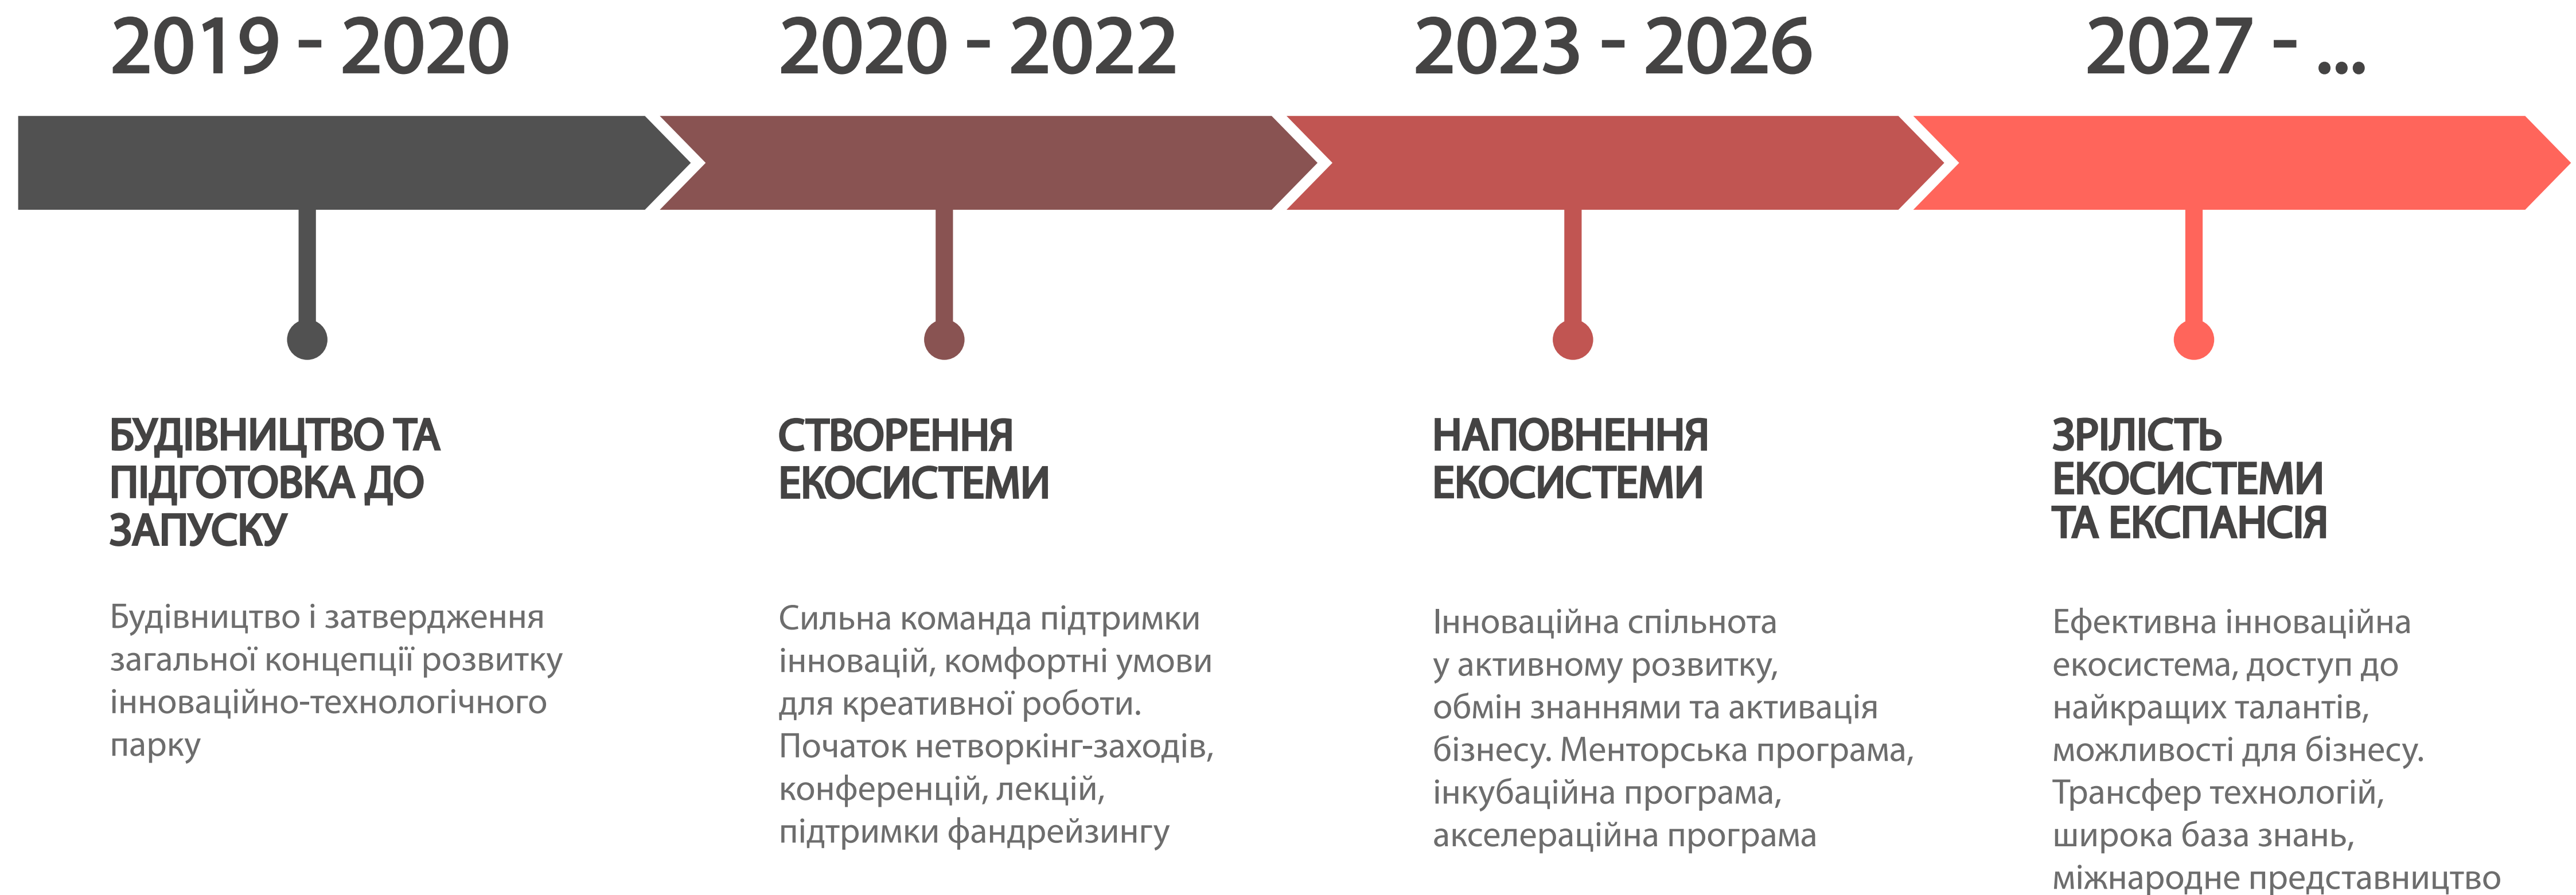 2019 - 2020
2020 - 2022
2023 - 2026
2027 - ...
БУДІВНИЦТВО ТА
ПІДГОТОВКА ДО
ЗАПУСКУ
Будівництво і затвердження
загальної концепції розвитку
інноваційно-технологічного
парку
СТВОРЕННЯ
ЕКОСИСТЕМИ
Сильна команда підтримки
інновацій, комфортні умови
для креативної роботи.
Початок нетворкінг-заходів,
конференцій, лекцій,
підтримки фандрейзингу
НАПОВНЕННЯ
ЕКОСИСТЕМИ
Інноваційна спільнота
у активному розвитку,
обмін знаннями та активація
бізнесу. Менторська програма,
інкубаційна програма,
акселераційна програма
ЗРІЛІСТЬ
ЕКОСИСТЕМИ
ТА ЕКСПАНСІЯ
Ефективна інноваційна
екосистема, доступ до
найкращих талантів,
можливості для бізнесу.
Трансфер технологій,
широка база знань,
міжнародне представництво